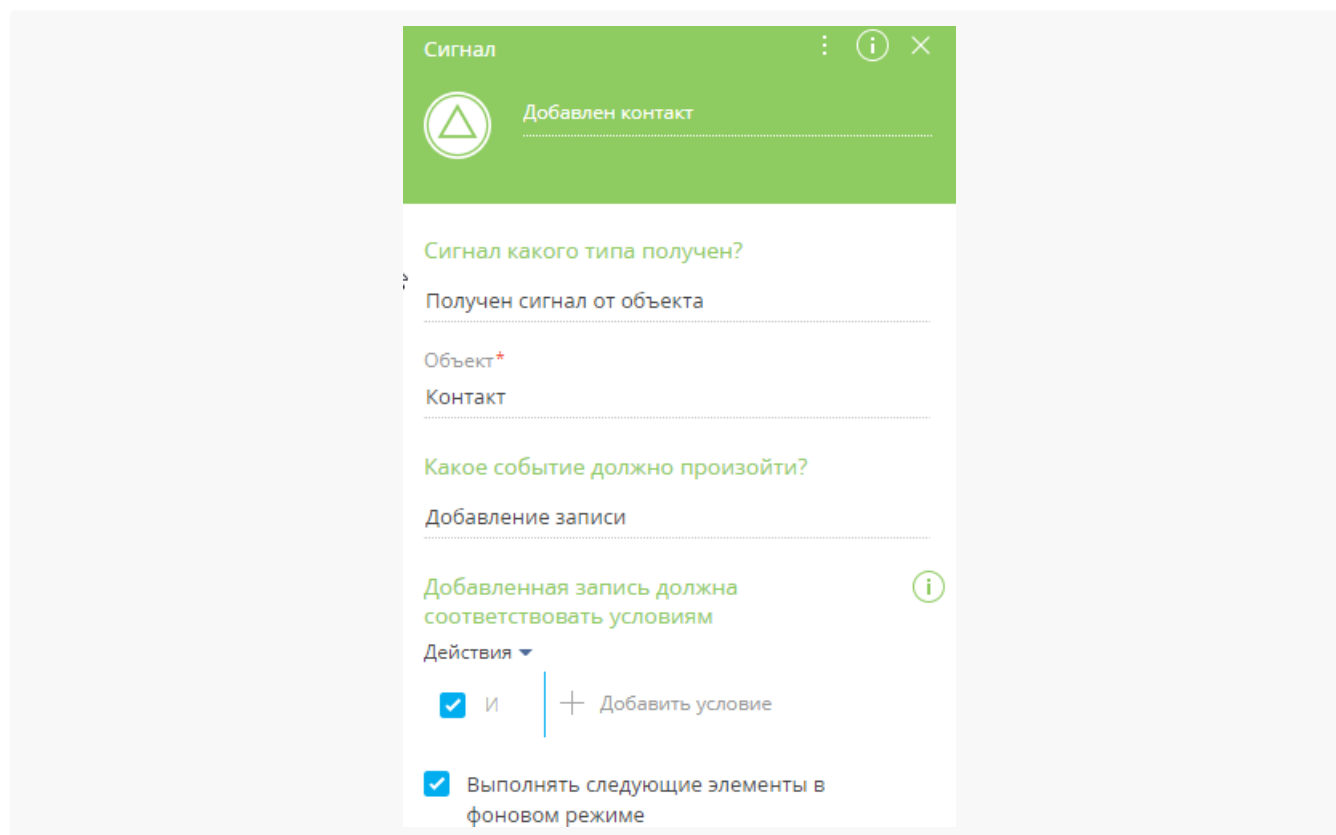 Сигнал
Добавлен контакт
Сигнал какого типа получен?
Получен сигнал от объекта
Объект*
Контакт
Какое событие должно произойти?
Добавление записи
Добавленная запись должна
соответствовать условиям
Действия
И
Добавить условие
Выполнять следующие элементы в
фоновом режиме